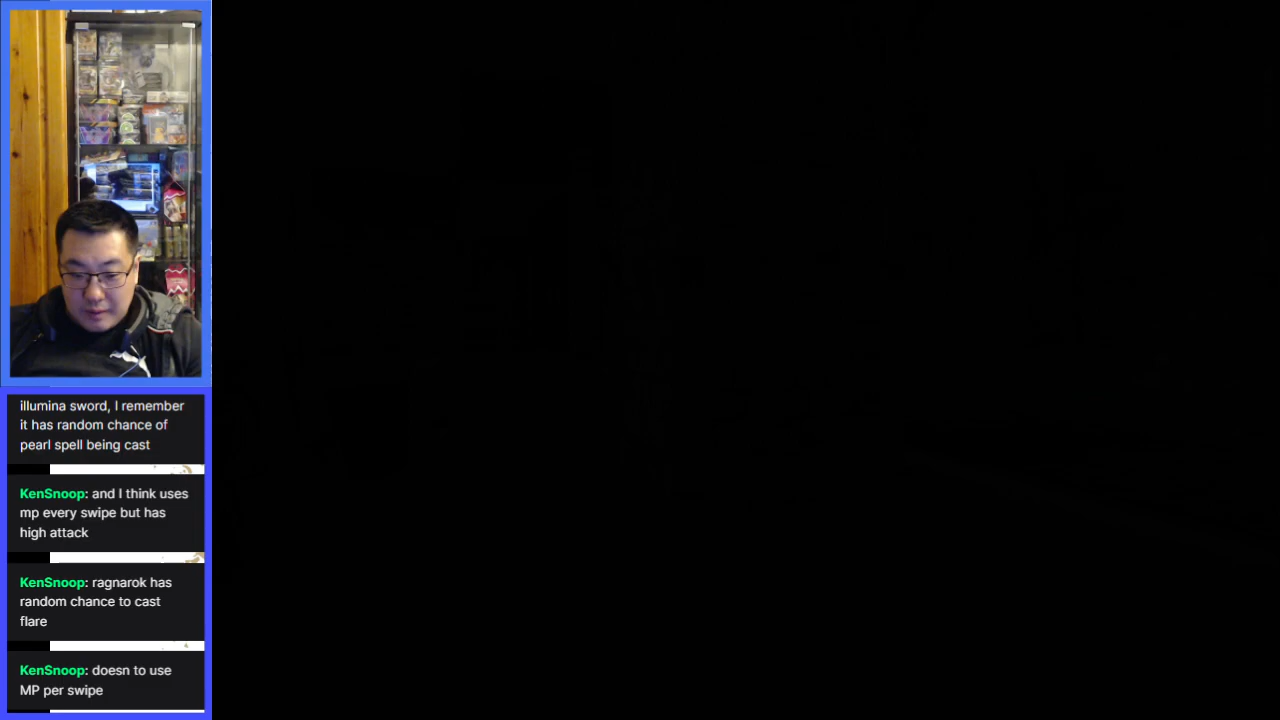 illumina sword, I remember
it has random chance of
pearl spell being cast
KenSnoop: and I think uses
mp every swipe but has
high attack
KenSnoop: ragnarok has
random chance to cast
flare
KenSnoop: doesn to use
MP per swipe